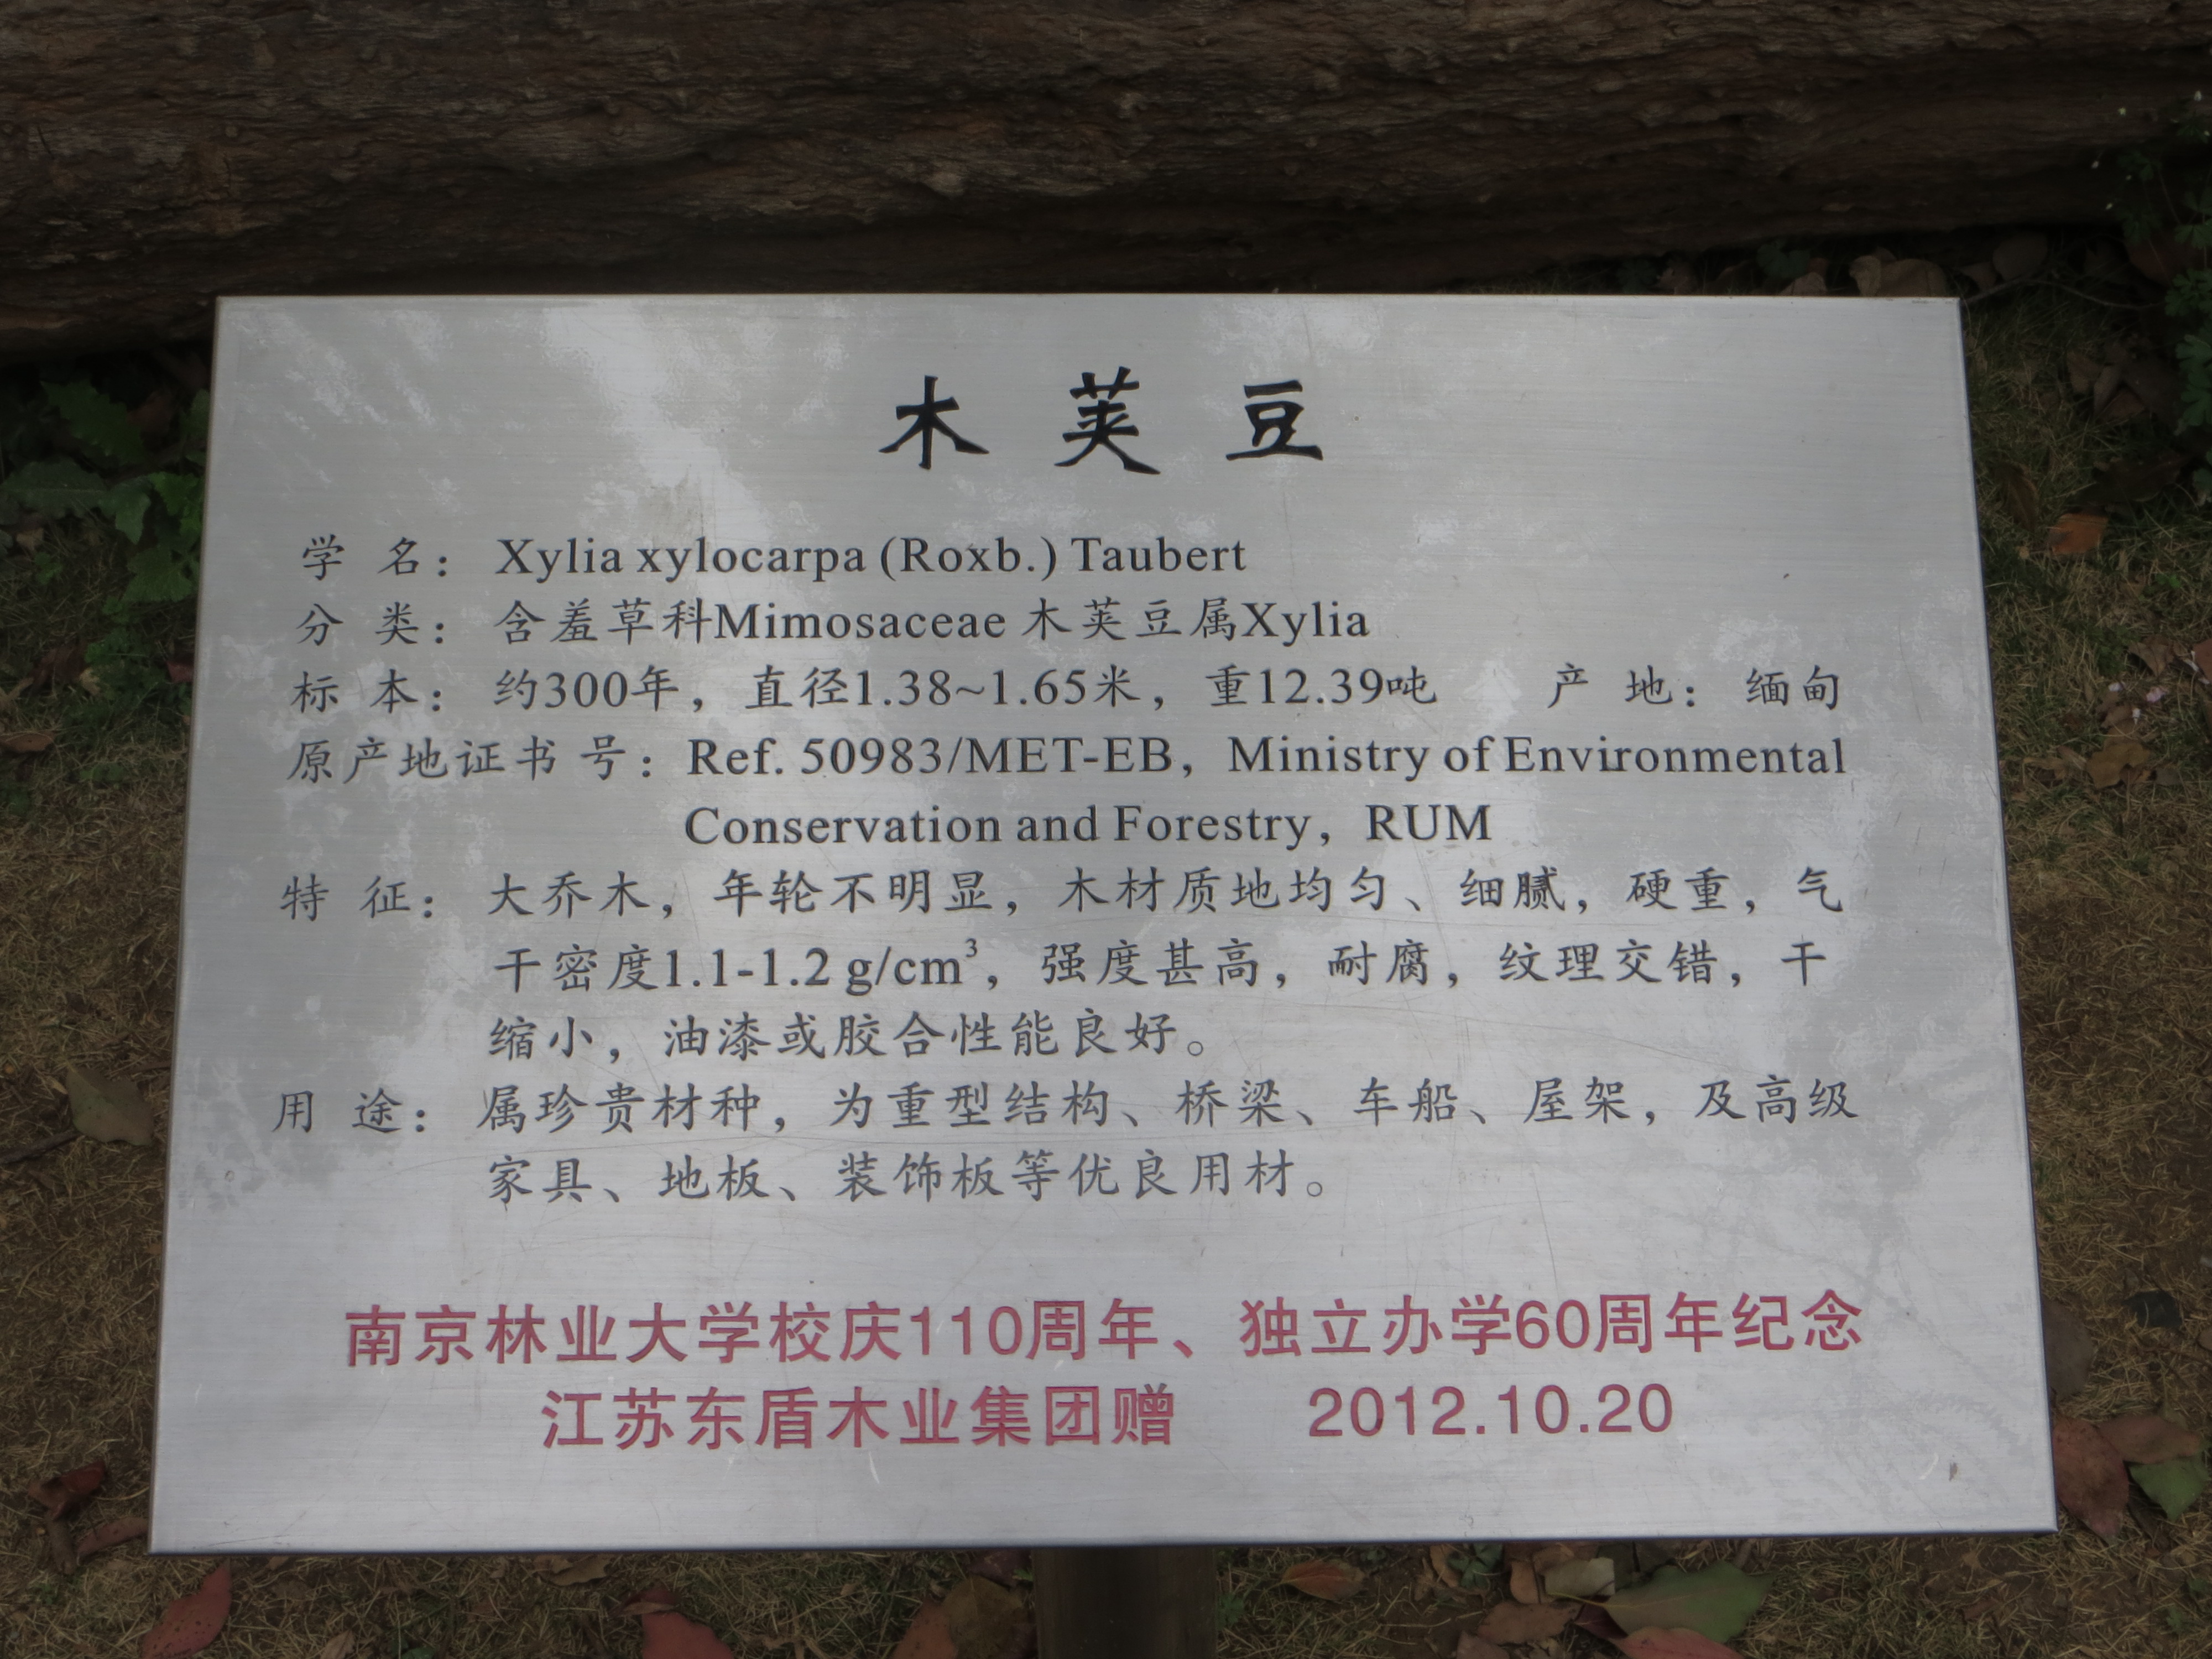 木荚豆
学 名： Xylia xylocarpa (Roxb.) Taubert
分 类： 含羞草科Mimosaceae 木荚豆属Xylia
标 本： 约300年，直径1.38~1.65米，重12.39吨 产 地： 缅甸
原产地证书 号：Ref. 50983/MET-EB，Ministry of Environmental
Conservation and Forestry，RUM
特 征： 大乔木，年轮不明显，木材质地均匀、细腻，硬重，气
干密度1.1-1.2 g/cm³，强度甚高，耐腐，纹理交错，干
缩小，油漆或胶合性能良好。
用 途： 属珍贵材种，为重型结构、桥梁、车船、屋架，及高级
家具、地板、装饰板等优良用材。
南京林业大学校庆110周年、独立办学60周年纪念
江苏东盾木业集团赠 2012.10.20